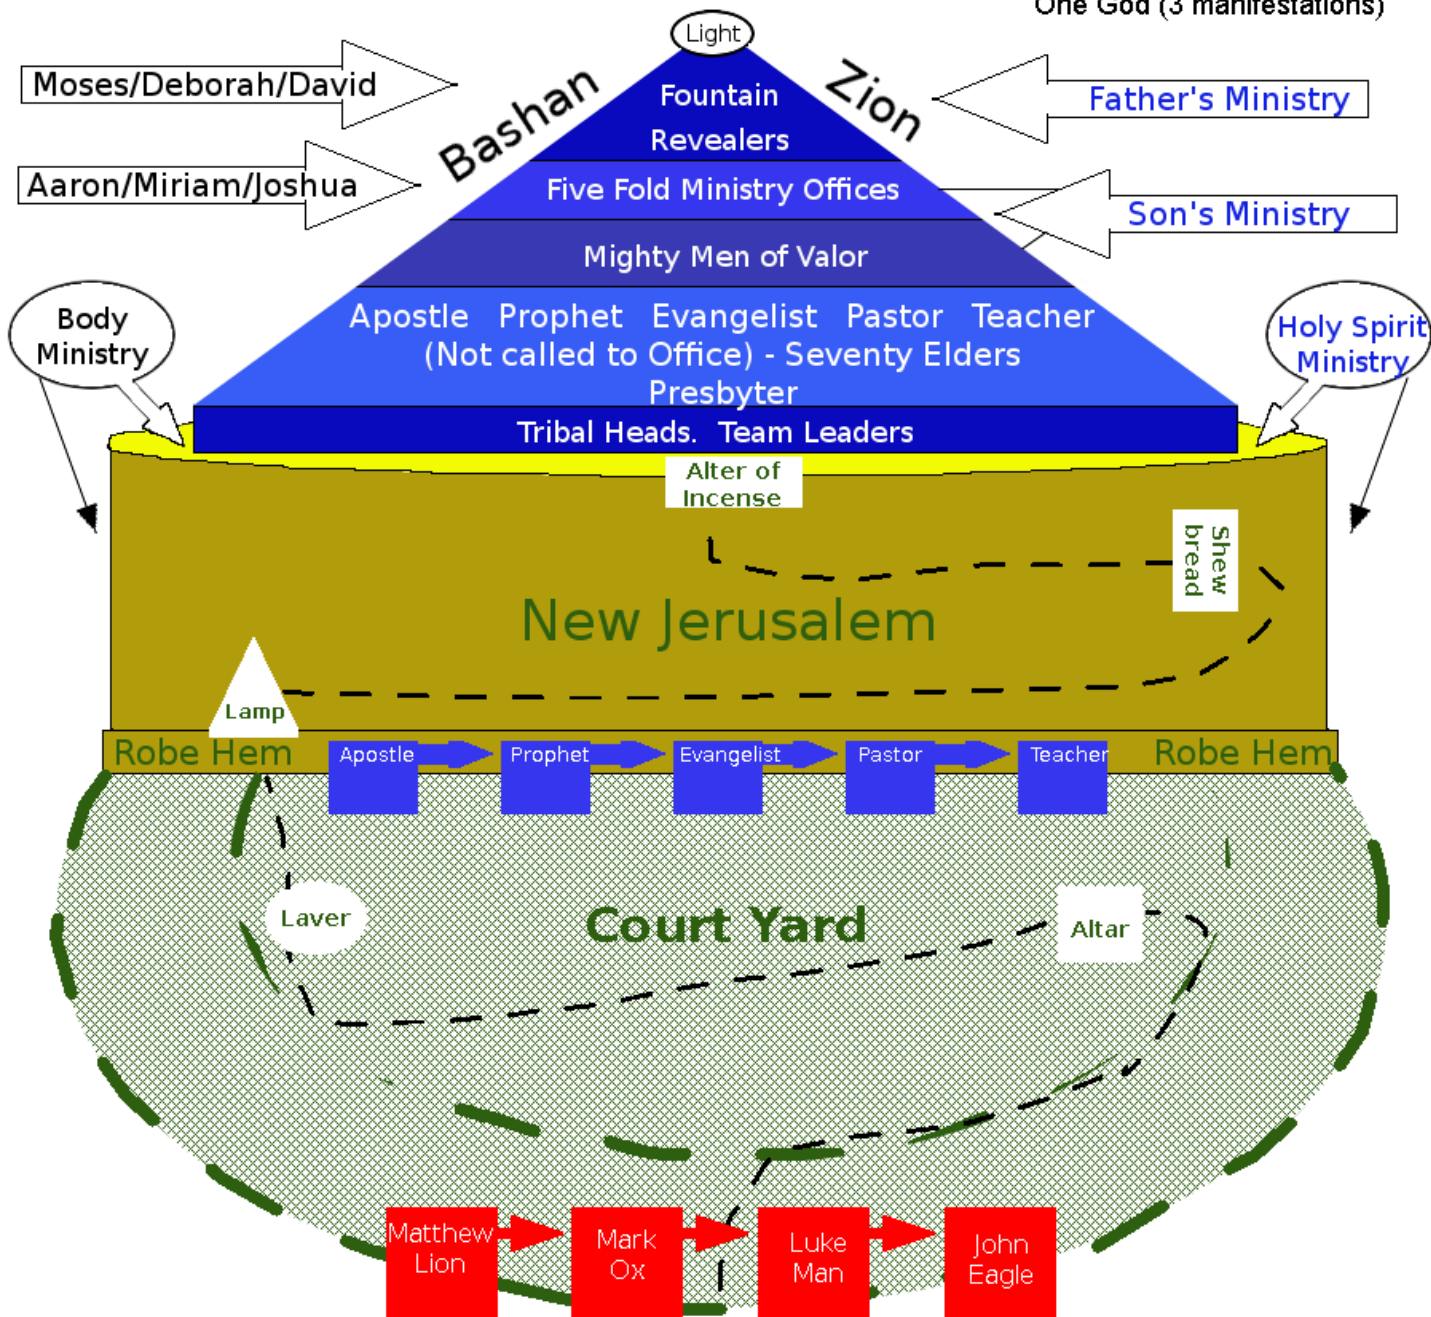 One God (3 manifestations)
Light
Moses/Deborah/David
Bashan
Zion
Fountain
Father's Ministry
Revealers
Aaron/Miriam/Joshua
Five Fold Ministry Offices
Son's Ministry
Mighty Men of Valor
Body
Ministry
Apostle Prophet Evangelist Pastor Teacher
(Not called to Office) - Seventy Elders
Presbyter
Holy Spirit
Ministry
Tribal Heads. Team Leaders
Alter of
Incense
Shew
bread
New Jerusalem
Lamp
Robe Hem
Apostle
Prophet
Evangelist
Pastor
Teacher
Robe Hem
Laver
Court Yard
Altar
Matthew
Lion
Mark
Ox
Luke
Man
John
Eagle